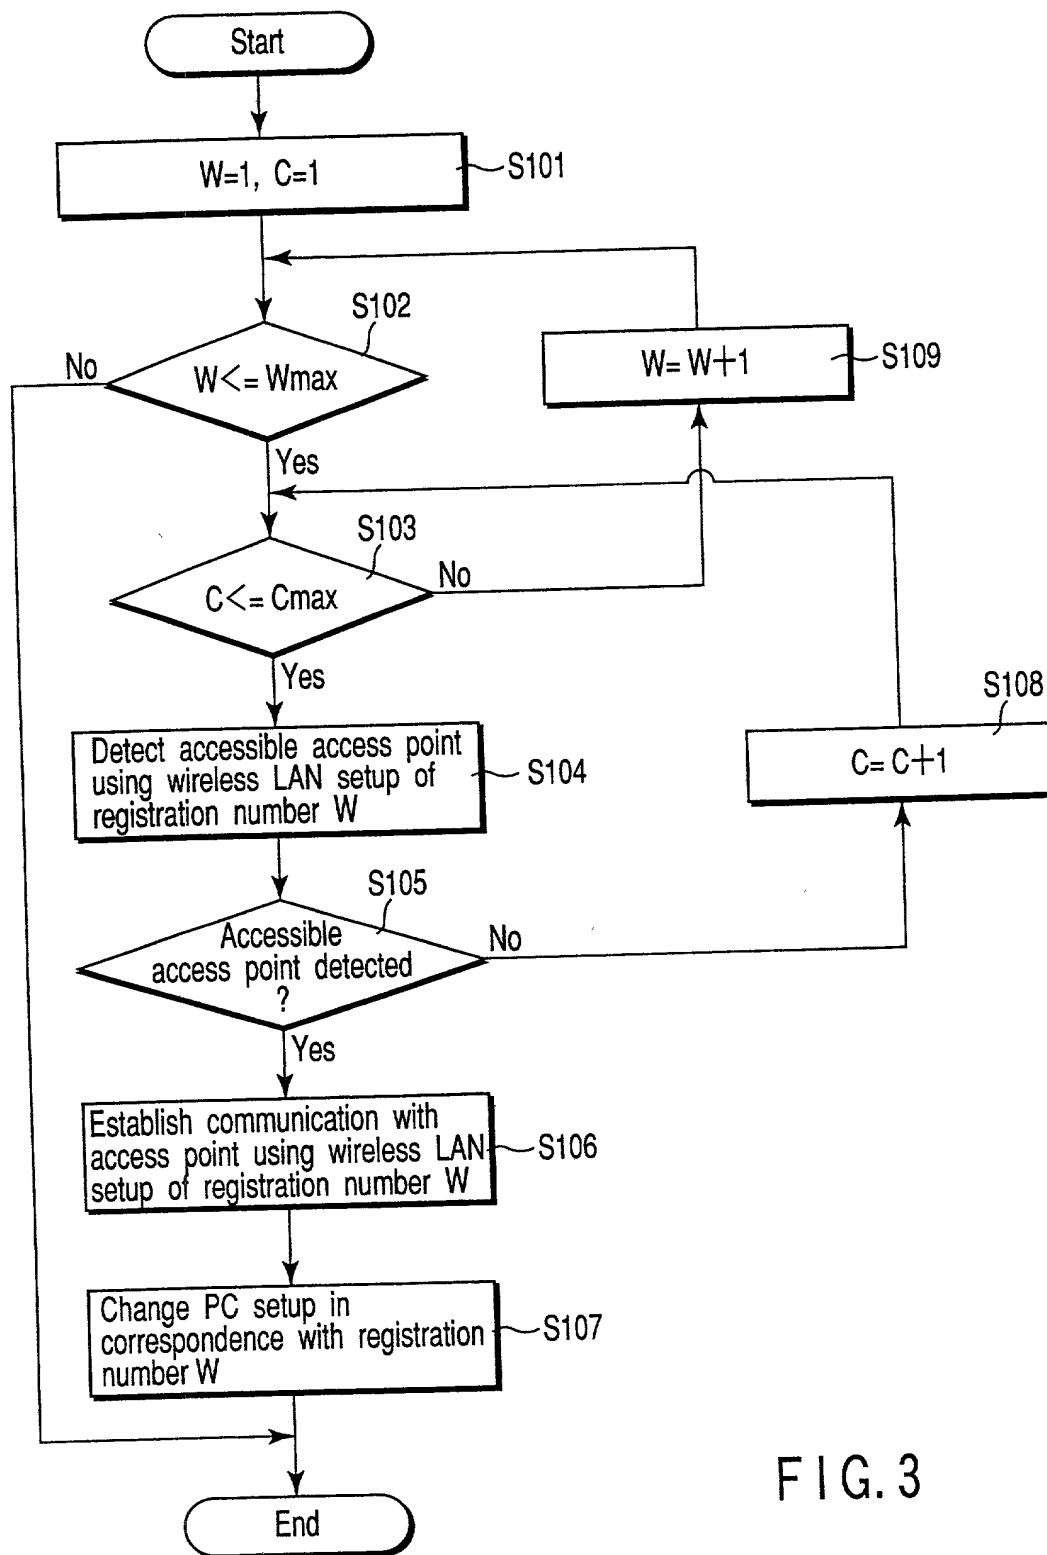 Start
W=1, C=1
S101
S102
No
W<= Wmax
Yes
W= W+1
S109
S103
C<= Cmax
No
Yes
S108
C= C+1
Detect accessible access point
using wireless LAN setup of
registration number W
S104
S105
Accessible
access point detected
?
No
Yes
Establish communication with
access point using wireless LAN
setup of registration number W
S106
Change PC setup in
correspondence with registration
number W
S107
End
FIG. 3